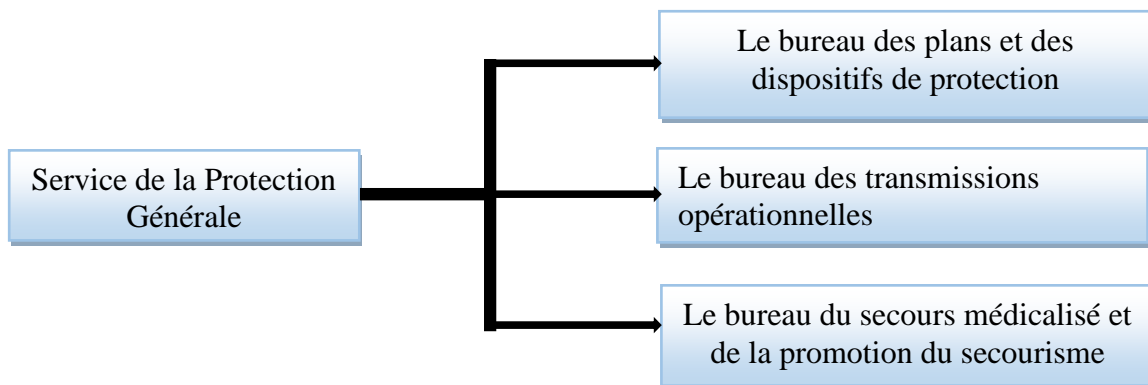 Service de la Protection
Générale
Le bureau des plans et des
dispositifs de protection
Le bureau des transmissions
opérationnelles
Le bureau du secours médicalisé et
de la promotion du secourisme